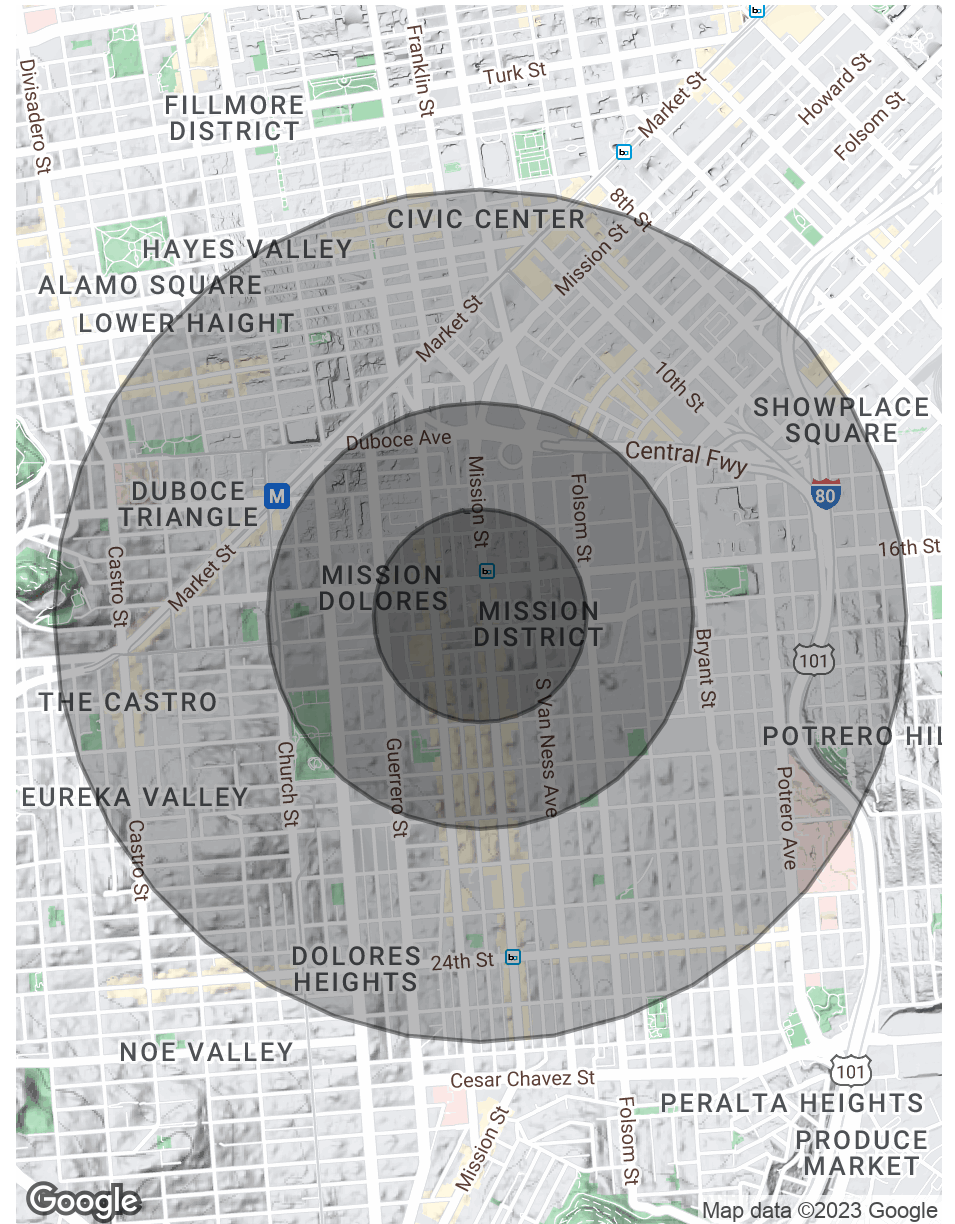 Divisadero St
Franklin St
Turk St
Market St
Howard St
Folsom St
FILLMORE
DISTRICT
8th St
CIVIC CENTER
HAYES VALLEY
Mission St
ALAMO SQUARE
LOWER HAIGHT
Market St
10th St
SHOWPLACE
SQUARE
Duboce Ave
Central Fwy
Mission St
Folsom St
DUBOCE
TRIANGLE
M
80
16th St
Castro St
Market St
MISSION
DOLORES
MISSION
DISTRICT
Bryant St
101
THE CASTRO
S Van Ness Ave
POTRERO HIL
Church St
Guerrero St
Potrero Ave
EUREKA VALLEY
Castro St
DOLORES
HEIGHTS
24th St
NOE VALLEY
101
Cesar Chavez St
PERALTA HEIGHTS
Folsom St
Mission St
PRODUCE
MARKET
Google
Map data ©2023 Google